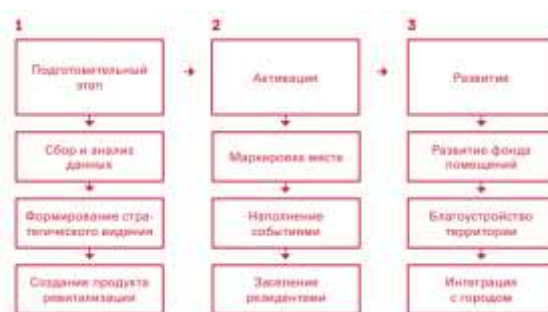 1
2
3
Подготовительный
этап
Активация
Развитие
Сбор и анализ
данных
Маркировка места
Развитие фонда
помещений
Формирование стра-
тегического видения
Наполнение
событиями
Благоустройство
территории
Создание продукта
ревитализации
Заселение
резидентами
Интеграция
с городом